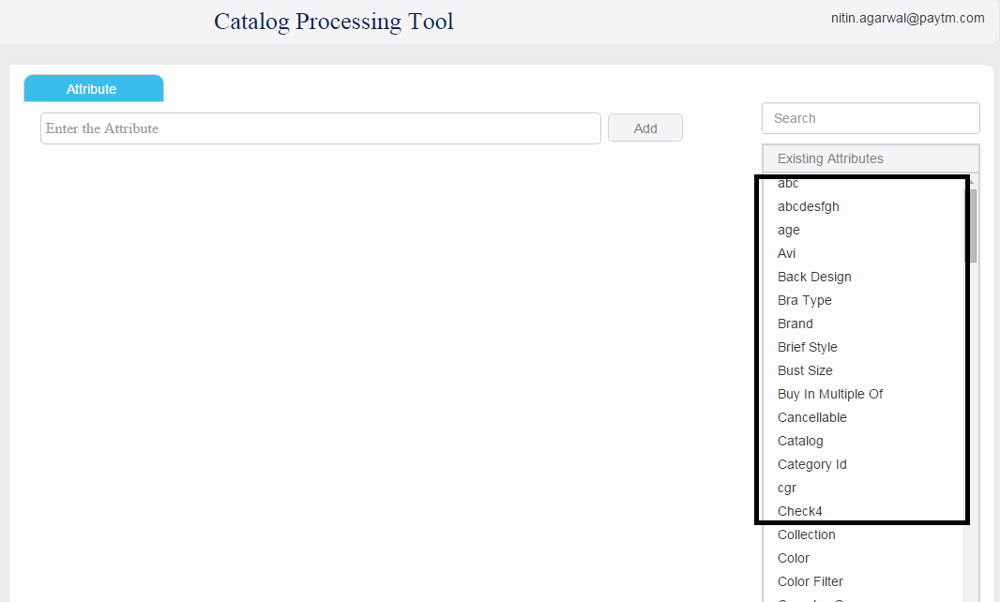 Catalog Processing Tool
nitin.agarwal@paytm.com
Attribute
Enter the Attribute
Add
Search
Existing Attributes
abc
abcdesfgh
age
Avi
Back Design
Bra Type
Brand
Brief Style
Bust Size
Buy In Multiple Of
Cancellable
Catalog
Category Id
cgr
Check4
Collection
Color
Color Filter